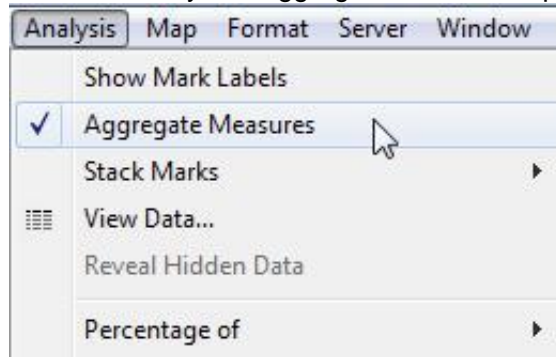 Analysis Map Format Server Window
Show Mark Labels
Aggregate Measures
Stack Marks
View Data...
Reveal Hidden Data
Percentage of